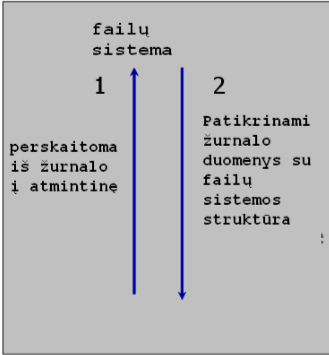 failų
sistema
1
2
perskaitoma
iš žurnalo
į atmintinę
Patikrinami
žurnalo
duomenys su
failų
sistemos
struktūra